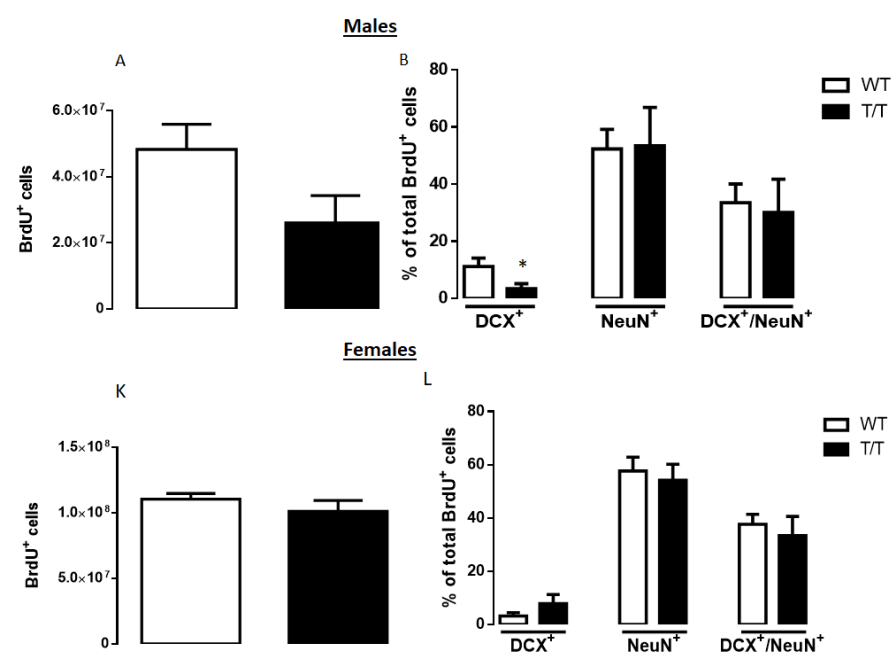 Males
A
BrdU⁺ cells
6.0×10⁷
4.0×10⁷
2.0×10⁷
0
B
% of total BrdU⁺ cells
80
60
40
20
0
*
DCX⁺
NeuN⁺
DCX⁺/NeuN⁺
WT
T/T
Females
K
BrdU⁺ cells
1.5×10⁸
1.0×10⁸
5.0×10⁷
0
L
% of total BrdU⁺ cells
80
60
40
20
0
DCX⁺
NeuN⁺
DCX⁺/NeuN⁺
WT
T/T